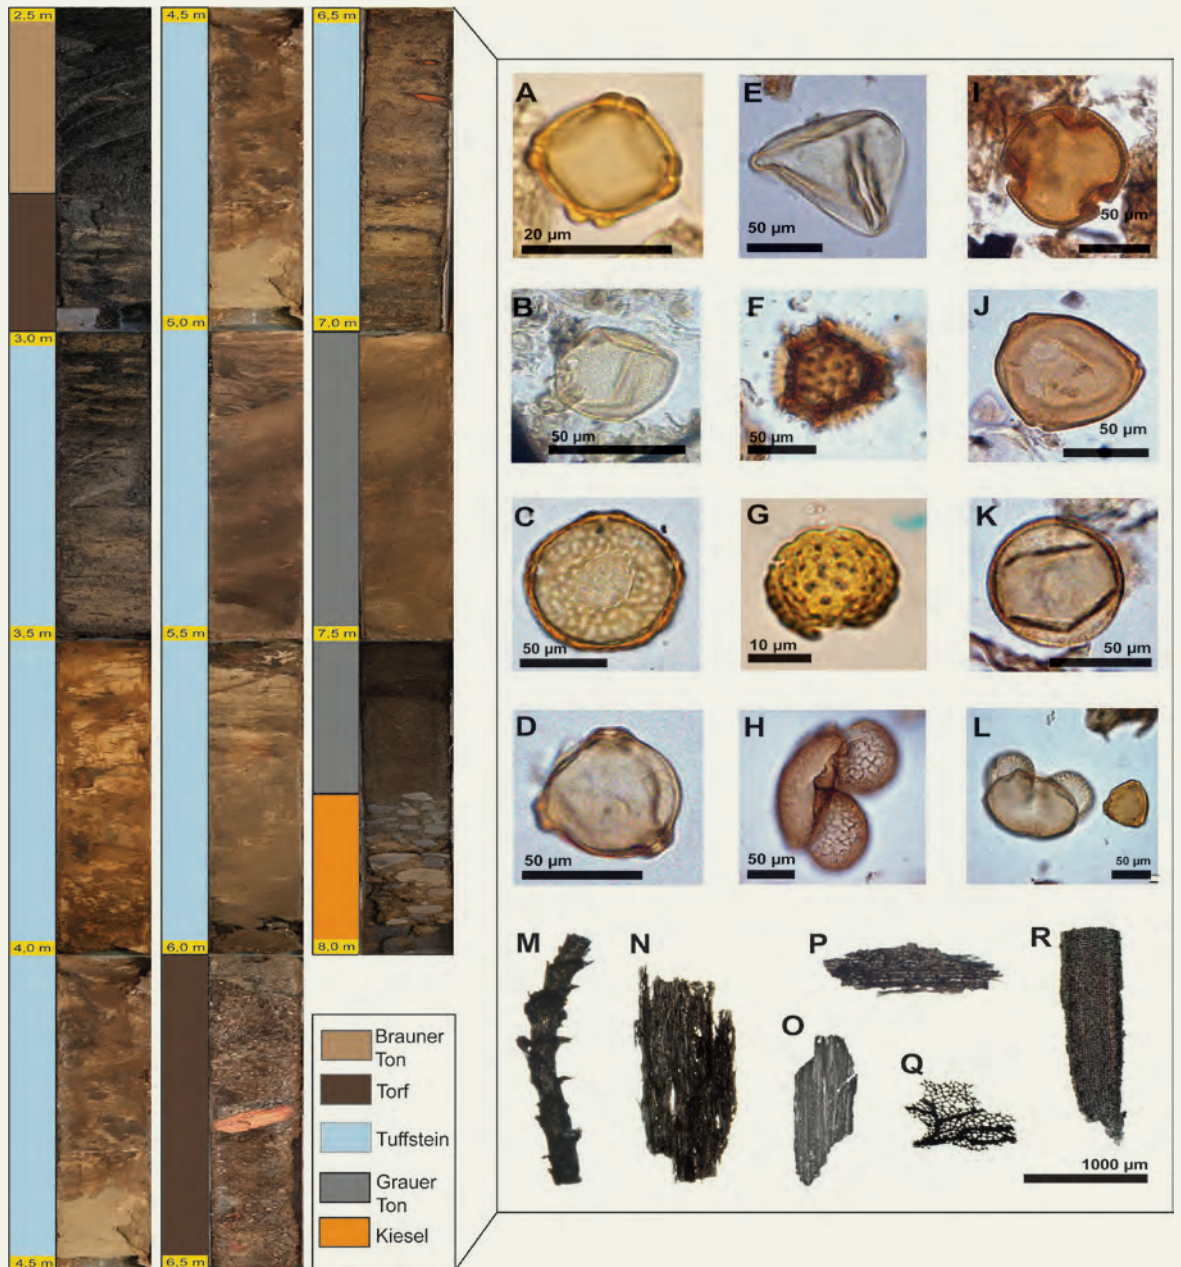 2,5 m
3,0 m
3,5 m
4,0 m
4,5 m
4,5 m
5,0 m
5,5 m
6,0 m
6,5 m
6,5 m
7,0 m
7,5 m
8,0 m
Brauner
Ton
Torf
Tuffstein
Grauer
Ton
Kiesel
A
20 µm
E
50 µm
I
50 µm
B
50 µm
F
50 µm
J
50 µm
C
50 µm
G
10 µm
K
50 µm
D
50 µm
H
50 µm
L
50 µm
M
N
P
O
Q
R
1000 µm